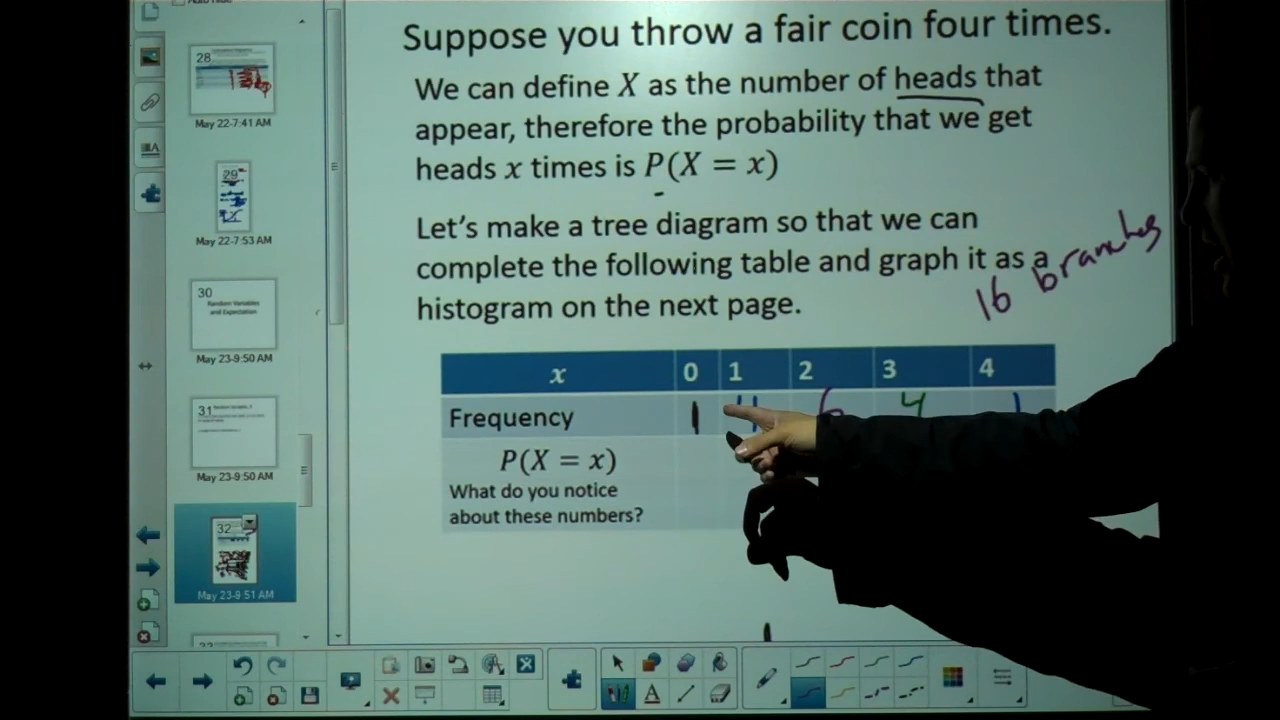 28
May 22-7:41 AM
29
May 22-7:53 AM
30
Random Variables
and Expectation
May 23-9:50 AM
31
May 23-9:50 AM
32
May 23-9:51 AM
Suppose you throw a fair coin four times.
We can define X as the number of heads that
appear, therefore the probability that we get
heads x times is P(X = x)
Let's make a tree diagram so that we can
complete the following table and graph it as a
histogram on the next page.
16 branches
x 0 1 2 3 4
Frequency 1 4 6 4 1
P(X = x)
What do you notice
about these numbers?
A